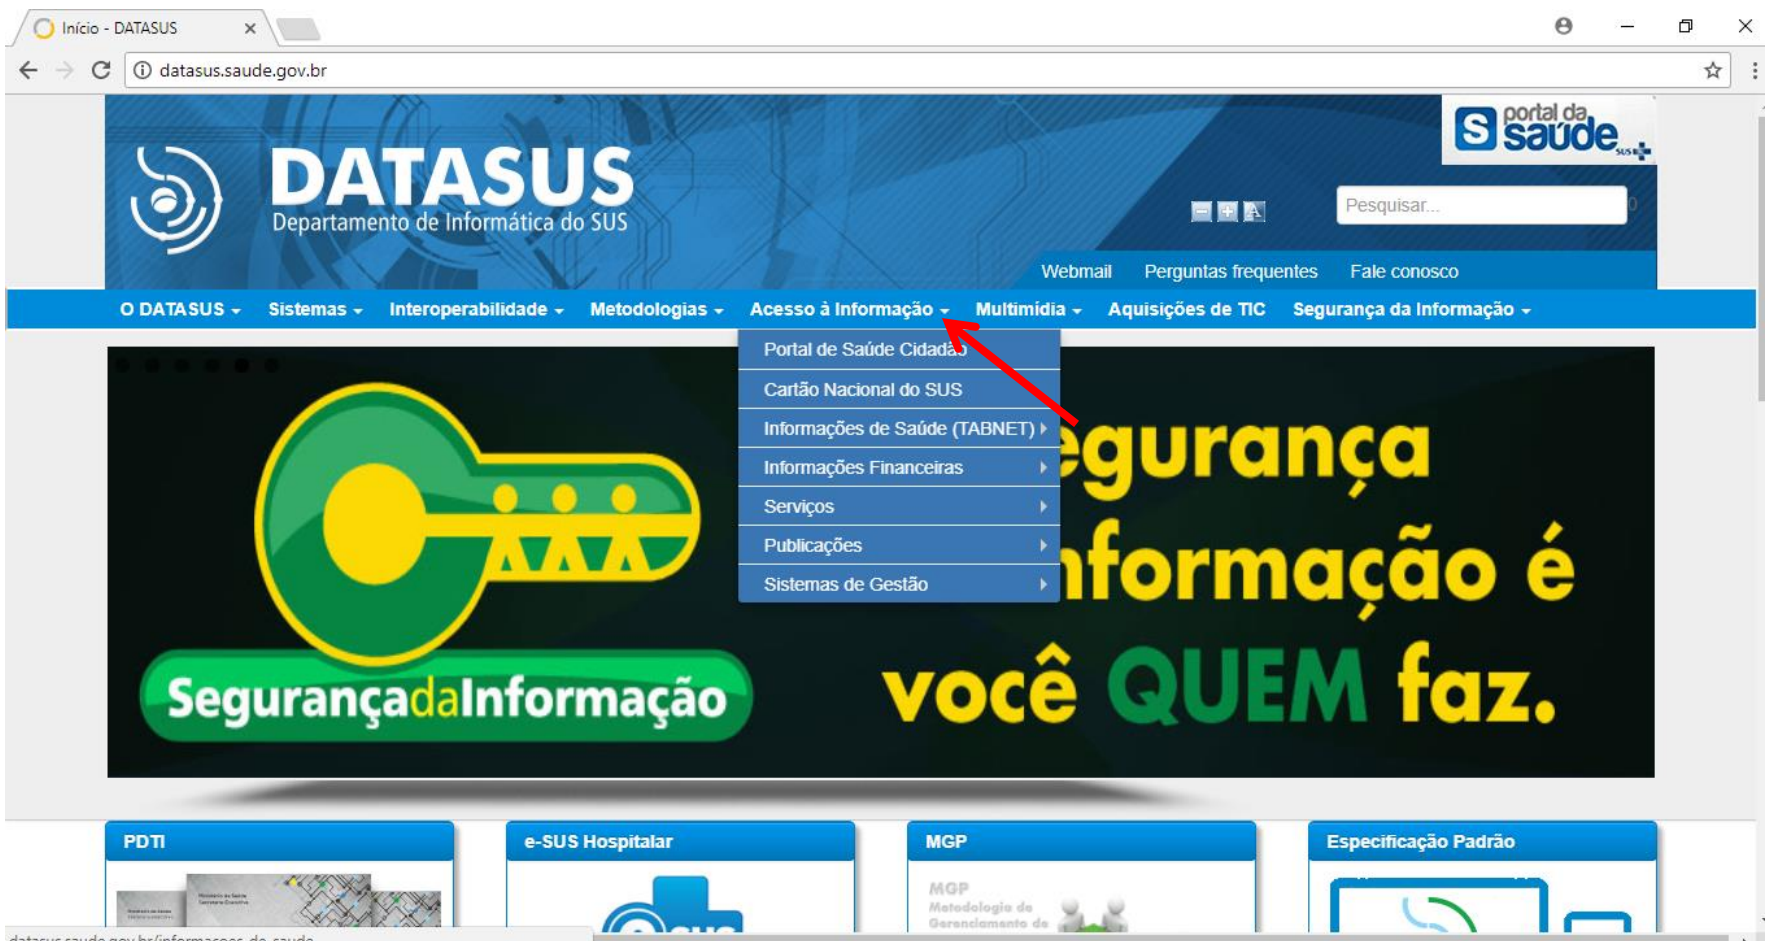 Início - DATASUS
datasus.saude.gov.br
portal da
saúde
SUS
DATASUS
Departamento de Informática do SUS
A
Pesquisar...
Webmail Perguntas frequentes Fale conosco
O DATASUS Sistemas Interoperabilidade Metodologias Acesso à Informação Multimídia Aquisições de TIC Segurança da Informação
Portal de Saúde Cidadão
Cartão Nacional do SUS
Informações de Saúde (TABNET)
Informações Financeiras
Serviços
Publicações
Sistemas de Gestão
egurança
nformação é
você QUEM faz.
SegurançadaInformação
PDTI e-SUS Hospitalar MGP Especificação Padrão
MGP
Metodologia de
Gerenciamento de